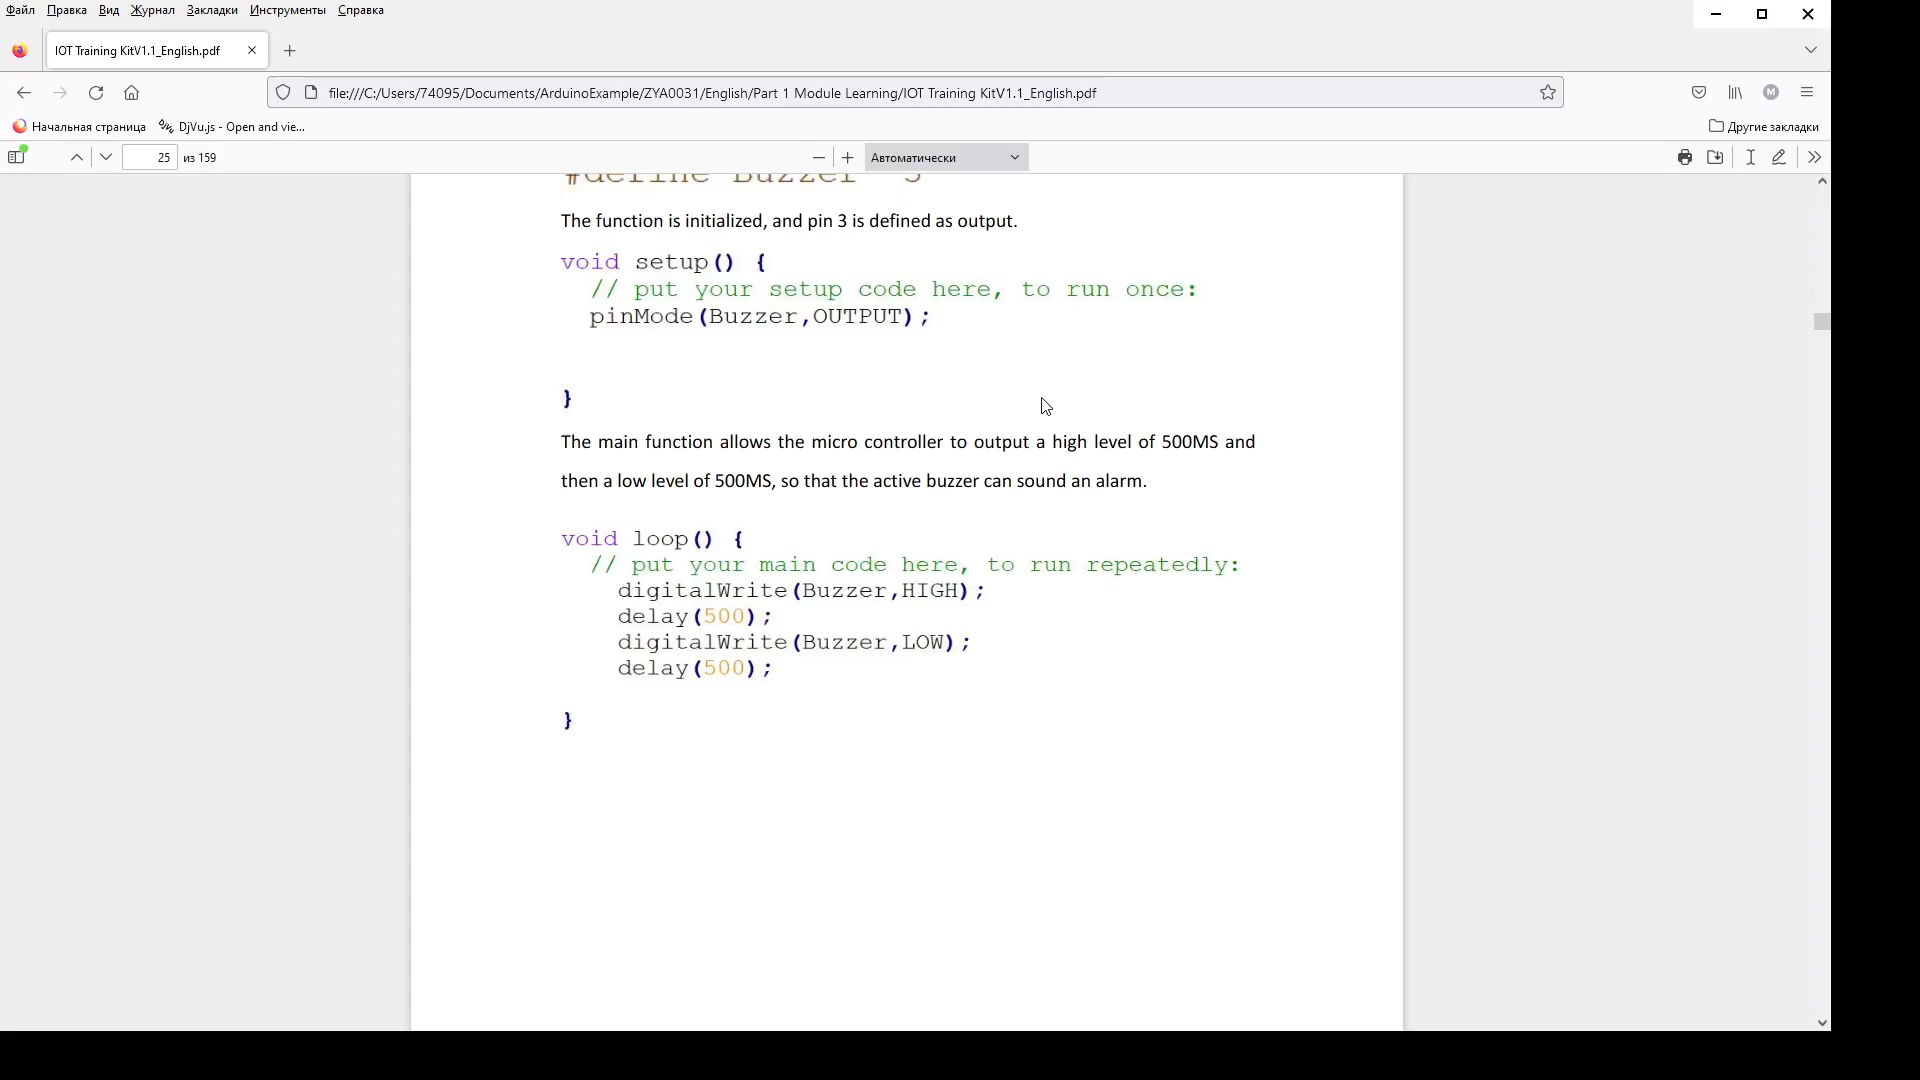 Файл Правка Вид Журнал Закладки Инструменты Справка
IOT Training KitV1.1_English.pdf
file:///C:/Users/74095/Documents/ArduinoExample/ZYA0031/English/Part 1 Module Learning/IOT Training KitV1.1_English.pdf
M
Начальная страница DjVu.js - Open and vie... Другие закладки
25 из 159 Автоматически
#define Buzzer 3
The function is initialized, and pin 3 is defined as output.
void setup() {
// put your setup code here, to run once:
pinMode(Buzzer,OUTPUT);
}
The main function allows the micro controller to output a high level of 500MS and
then a low level of 500MS, so that the active buzzer can sound an alarm.
void loop() {
// put your main code here, to run repeatedly:
digitalWrite(Buzzer,HIGH);
delay(500);
digitalWrite(Buzzer,LOW);
delay(500);
}